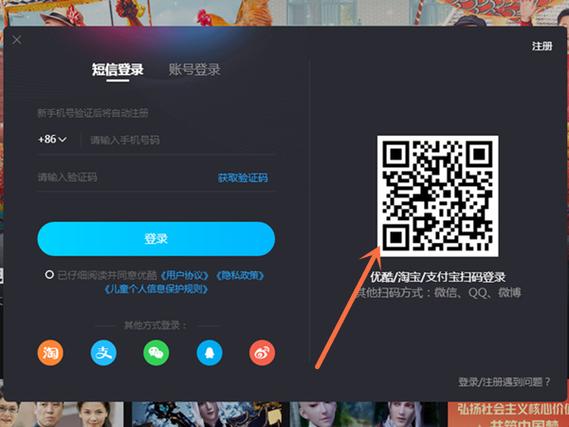 注册
短信登录 账号登录
新手机号验证后将自动注册
+86 请输入手机号码
请输入验证码 获取验证码
登录
已仔细阅读并同意优酷《用户协议》《隐私政策》
《儿童个人信息保护规则》
其他方式登录：
淘 支
优酷/淘宝/支付宝扫码登录
其他扫码方式：微信、QQ、微博
登录/注册遇到问题？
弘扬社会主义核心价值
共筑中国梦